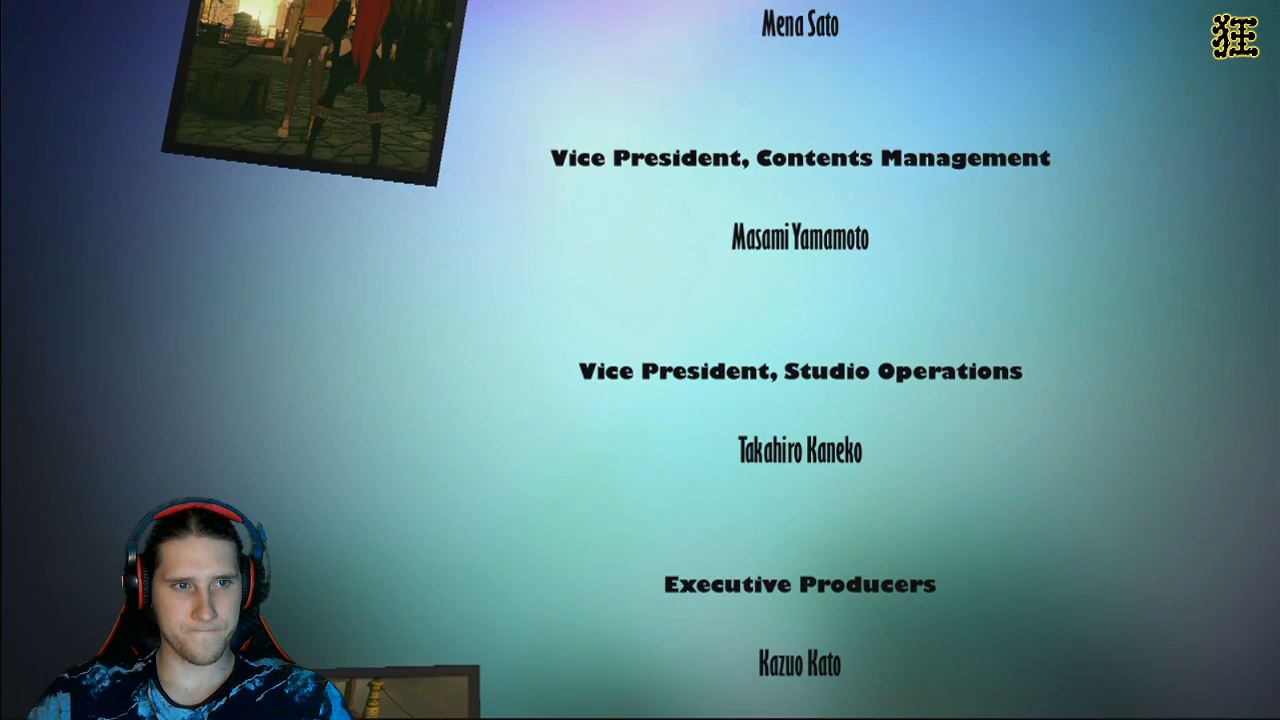 狂
Mena Sato
Vice President, Contents Management
Masami Yamamoto
Vice President, Studio Operations
Takahiro Kaneko
Executive Producers
Kazuo Kato